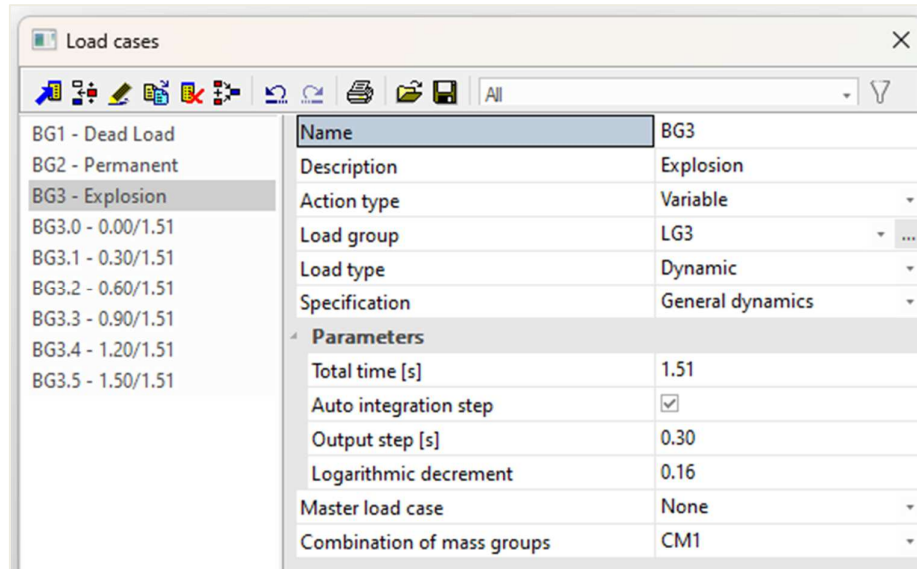 Load cases
All
BG1 - Dead Load
BG2 - Permanent
BG3 - Explosion
BG3.0 - 0.00/1.51
BG3.1 - 0.30/1.51
BG3.2 - 0.60/1.51
BG3.3 - 0.90/1.51
BG3.4 - 1.20/1.51
BG3.5 - 1.50/1.51
Name BG3
Description Explosion
Action type Variable
Load group LG3 ...
Load type Dynamic
Specification General dynamics
Parameters
Total time [s] 1.51
Auto integration step
Output step [s] 0.30
Logarithmic decrement 0.16
Master load case None
Combination of mass groups CM1